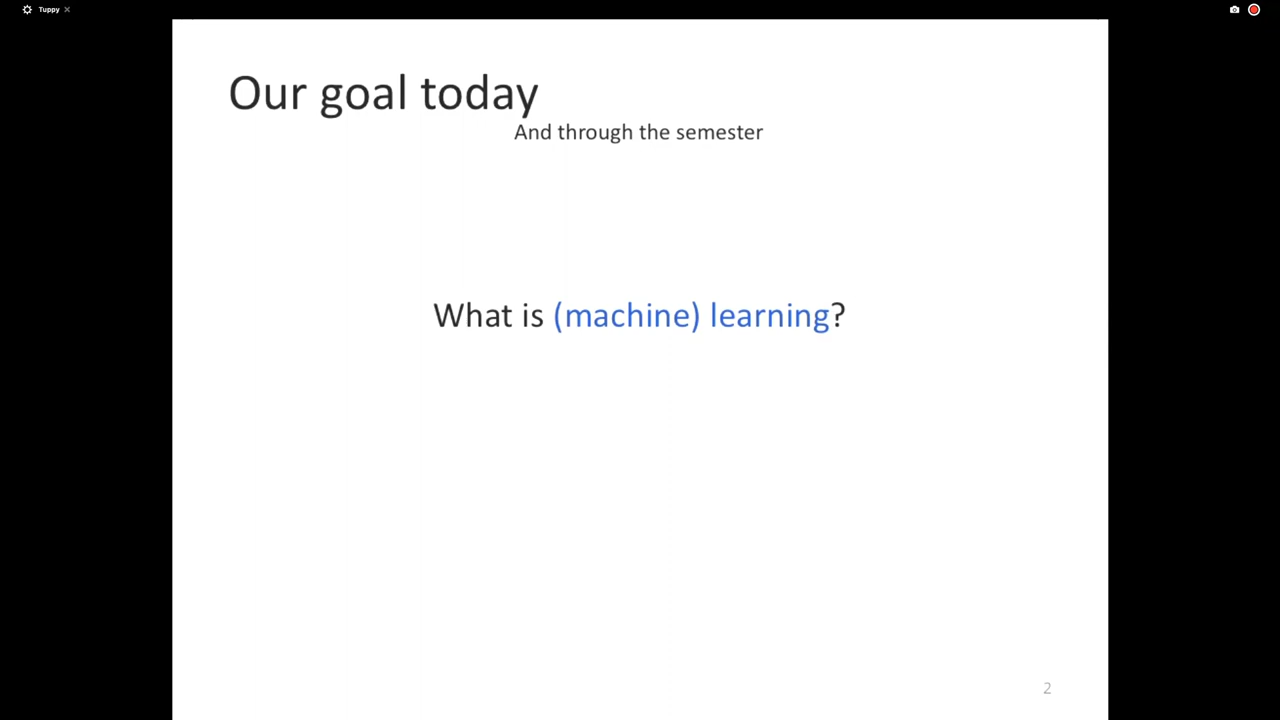 Tuppy
Our goal today
And through the semester
What is (machine) learning?
2